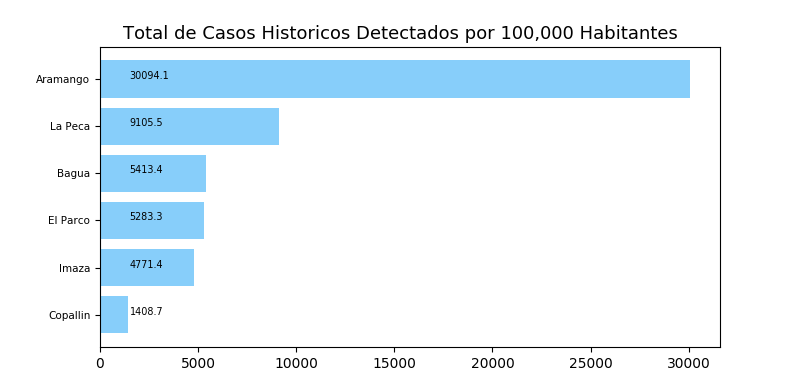 Total de Casos Historicos Detectados por 100,000 Habitantes
Aramango 30094.1
La Peca 9105.5
Bagua 5413.4
El Parco 5283.3
Imaza 4771.4
Copallin 1408.7
0 5000 10000 15000 20000 25000 30000